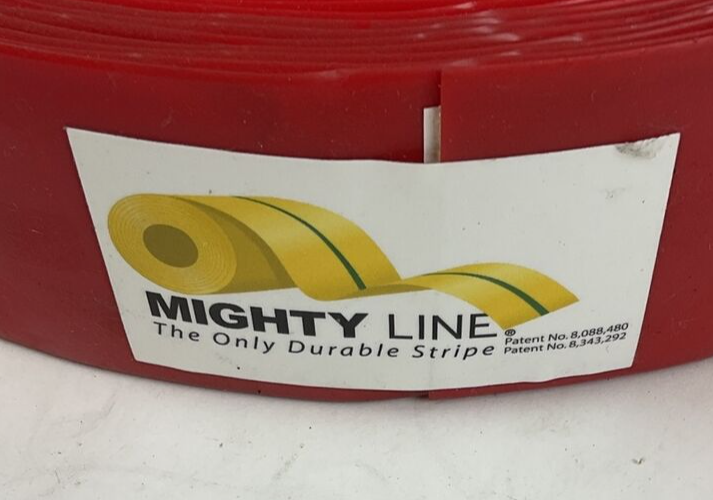 MIGHTY LINE®
The Only Durable Stripe
Patent No. 8,088,480
Patent No. 8,343,292